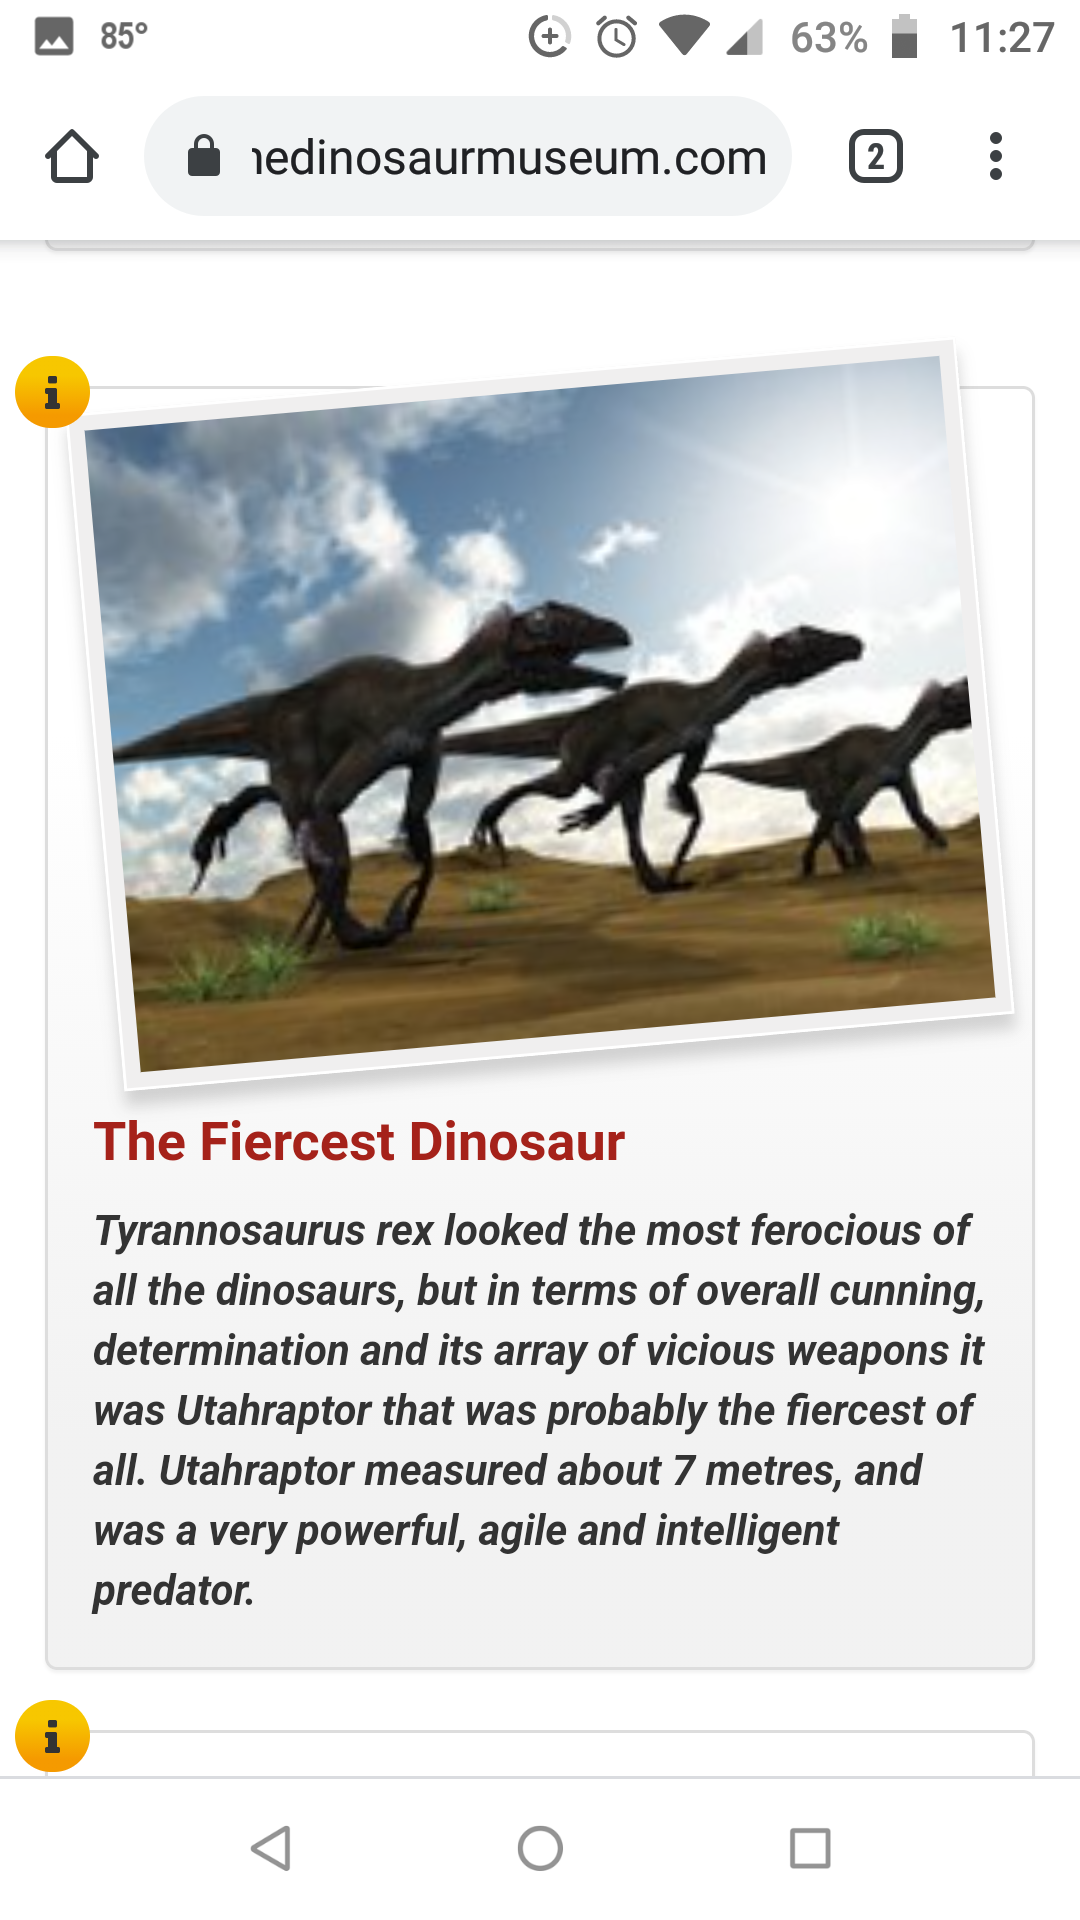 85°
63%
11:27
nedinosaurmuseum.com
2
The Fiercest Dinosaur
Tyrannosaurus rex looked the most ferocious of
all the dinosaurs, but in terms of overall cunning,
determination and its array of vicious weapons it
was Utahraptor that was probably the fiercest of
all. Utahraptor measured about 7 metres, and
was a very powerful, agile and intelligent
predator.